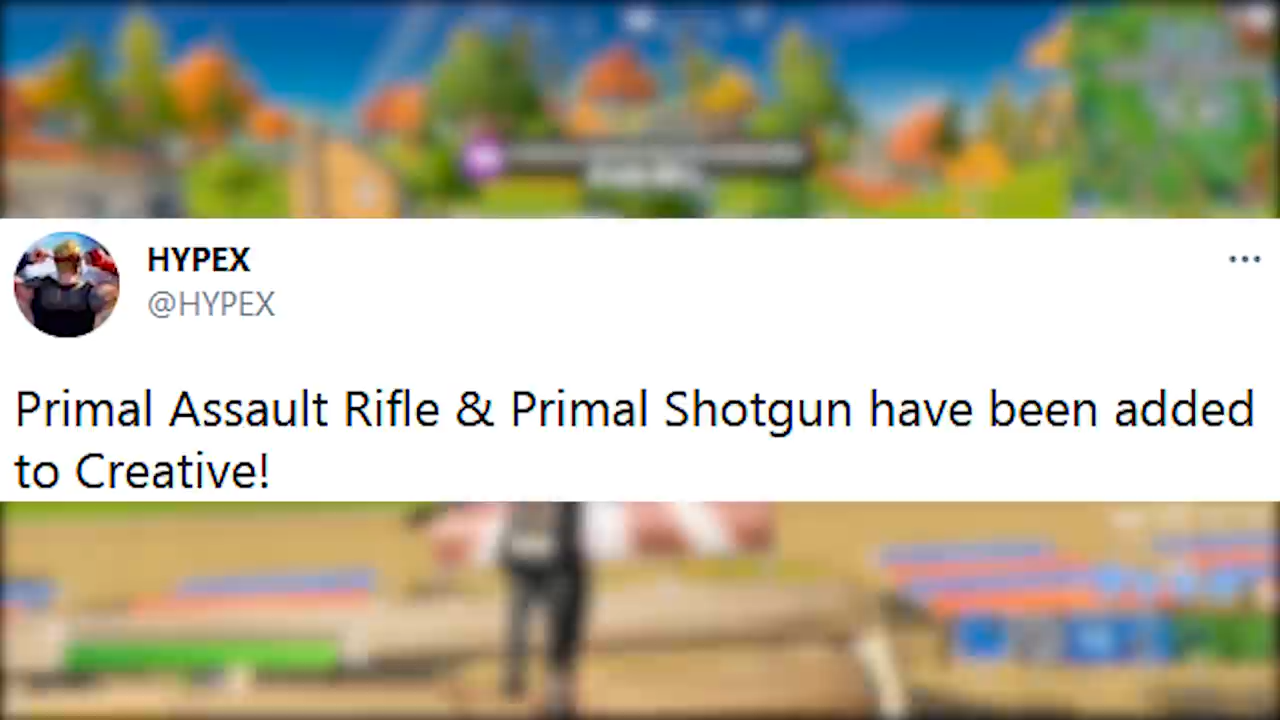 HYPEX
@HYPEX
Primal Assault Rifle & Primal Shotgun have been added
to Creative!